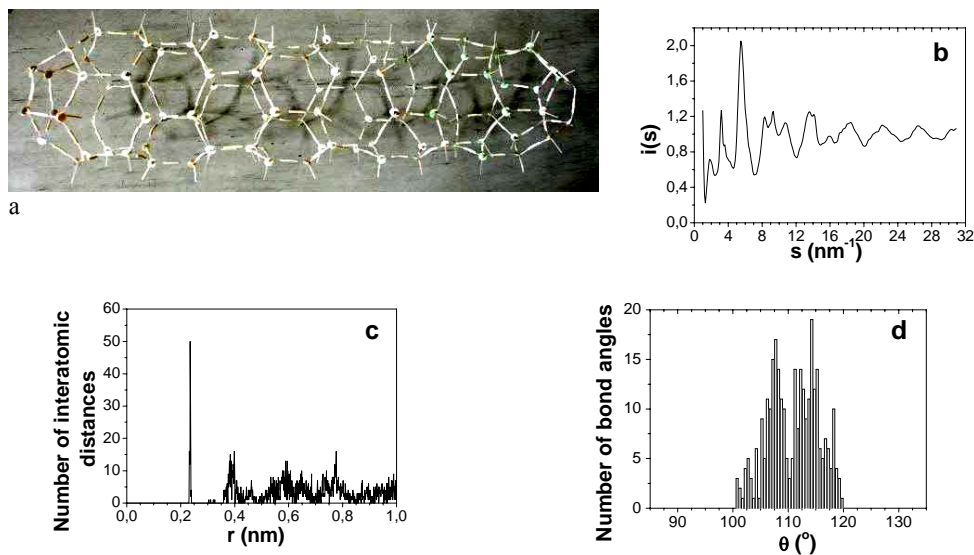 a
b
i(s)
2,0
1,6
1,2
0,8
0,4
0,0
0 4 8 12 16 20 24 28 32
s (nm-1)
c
Number of interatomic
distances
60
50
40
30
20
10
0
0,0 0,2 0,4 0,6 0,8 1,0
r (nm)
d
Number of bond angles
20
15
10
5
0
90 100 110 120 130
θ (o)